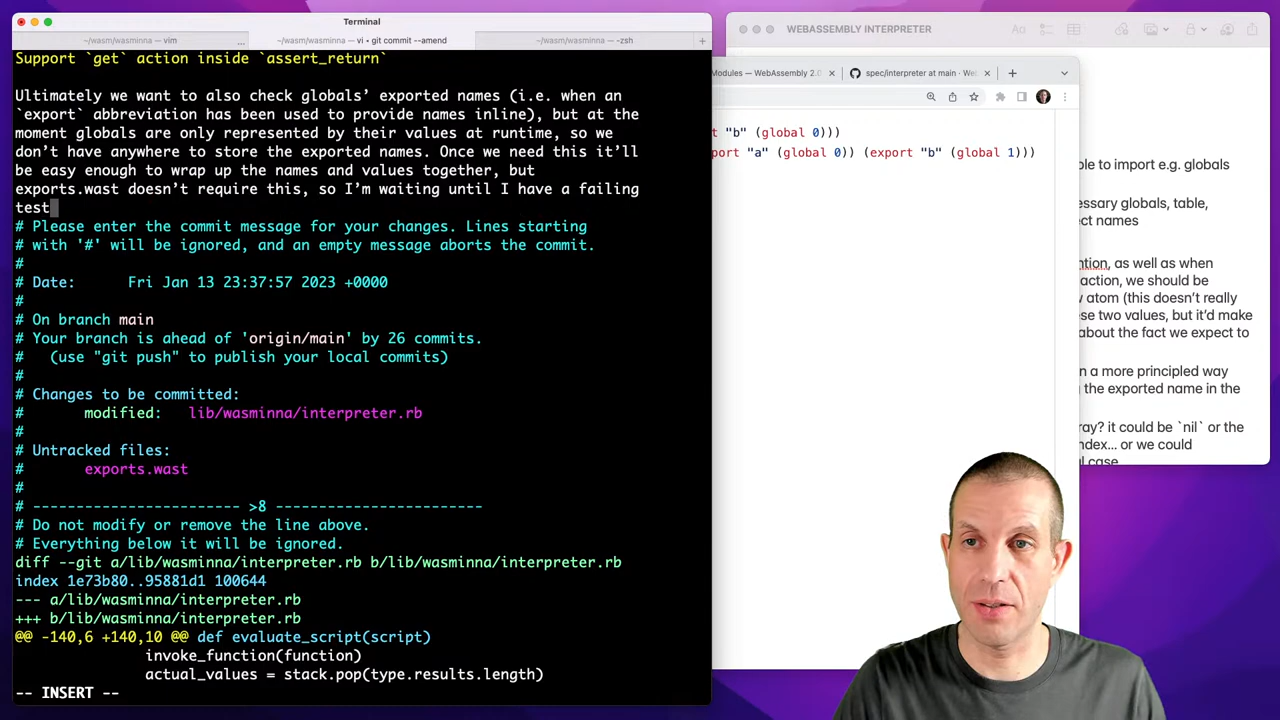 Terminal
~/wasm/wasminna — vi
...
~/wasm/wasminna — vi • git commit --amend
~/wasm/wasminna — -zsh
+
Support `get` action inside `assert_return`
Ultimately we want to also check globals’ exported names (i.e. when an
`export` abbreviation has been used to provide names inline), but at the
moment globals are only represented by their values at runtime, so we
don’t have anywhere to store the exported names. Once we need this it’ll
be easy enough to wrap up the names and values together, but
exports.wast doesn’t require this, so I’m waiting until I have a failing
test
# Please enter the commit message for your changes. Lines starting
# with '#' will be ignored, and an empty message aborts the commit.
#
# Date:      Fri Jan 13 23:37:57 2023 +0000
#
# On branch main
# Your branch is ahead of 'origin/main' by 26 commits.
#   (use "git push" to publish your local commits)
#
# Changes to be committed:
#       modified:   lib/wasminna/interpreter.rb
#
# Untracked files:
#       exports.wast
#
# ------------------------ >8 ------------------------
# Do not modify or remove the line above.
# Everything below it will be ignored.
diff --git a/lib/wasminna/interpreter.rb b/lib/wasminna/interpreter.rb
index 1e73b80..95881d1 100644
--- a/lib/wasminna/interpreter.rb
+++ b/lib/wasminna/interpreter.rb
@@ -140,6 +140,10 @@ def evaluate_script(script)
invoke_function(function)
actual_values = stack.pop(type.results.length)
-- INSERT --
WEBASSEMBLY INTERPRETER
Modules — WebAssembly 2.0
spec/interpreter at main · We
t "b" (global 0)))
port "a" (global 0)) (export "b" (global 1)))
ble to import e.g. globals
essary globals, table,
ct names
ntion, as well as when
action, we should be
w atom (this doesn’t really
ese two values, but it’d make
about the fact we expect to
n a more principled way
g the exported name in the
ray? it could be `nil` or the
ndex... or we could
al case